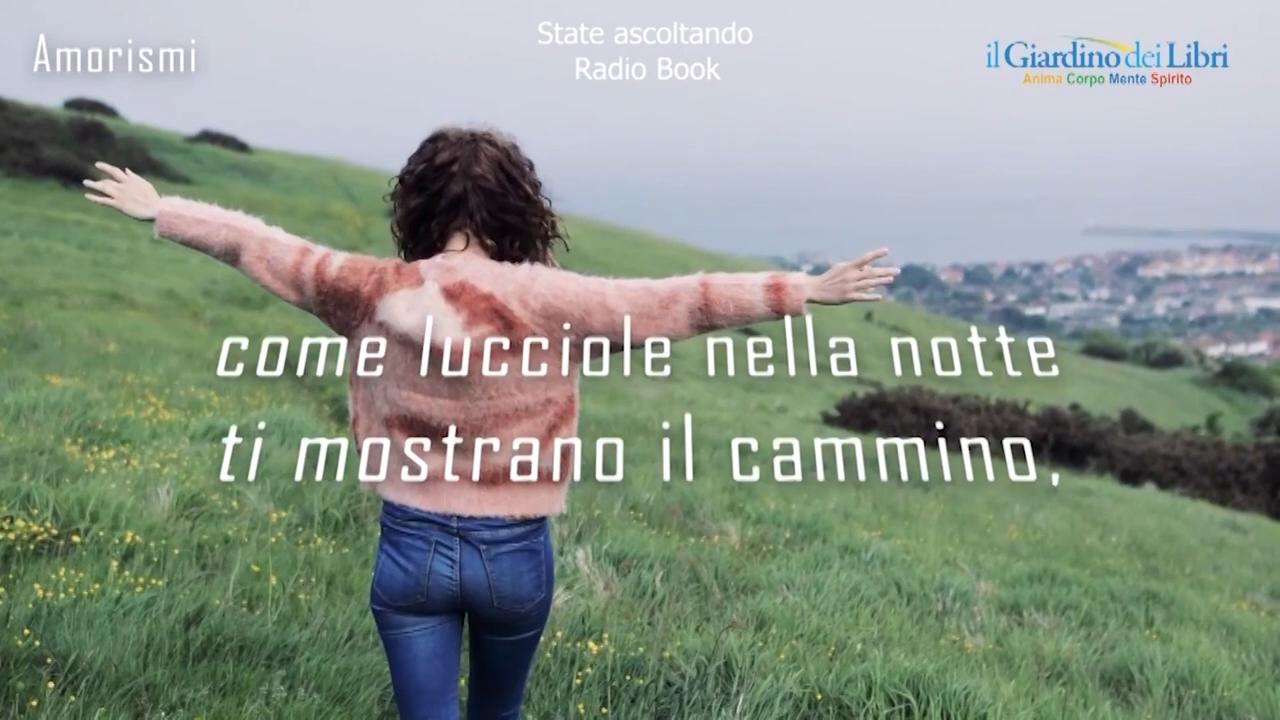 Amorismi
State ascoltando
Radio Book
il Giardino dei Libri
Anima Corpo Mente Spirito
come lucciole nella notte
ti mostrano il cammino,